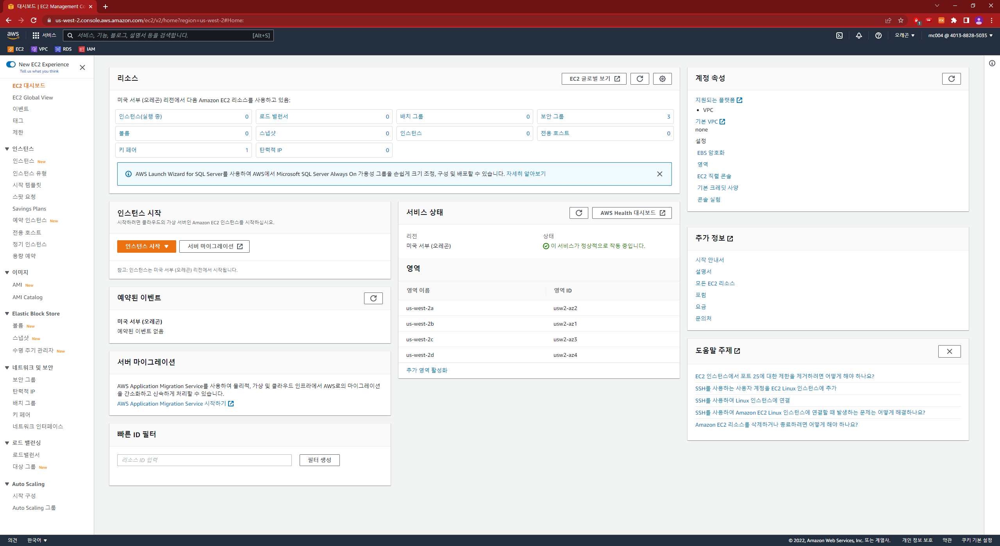 대시보드 | EC2 Management Co
us-west-2.console.aws.amazon.com/ec2/v2/home?region=us-west-2#Home:
1
EX
aws
서비스
서비스, 기능, 블로그, 설명서 등을 검색합니다.
[Alt+S]
오레곤
mc004 @ 4013-8828-5035
EC2
VPC
RDS
IAM
New EC2 Experience
Tell us what you think
EC2 대시보드
EC2 Global View
이벤트
태그
제한
인스턴스
인스턴스 New
인스턴스 유형
시작 템플릿
스팟 요청
Savings Plans
예약 인스턴스 New
전용 호스트
정기 인스턴스
용량 예약
이미지
AMI New
AMI Catalog
Elastic Block Store
볼륨 New
스냅샷 New
수명 주기 관리자 New
네트워크 및 보안
보안 그룹
탄력적 IP
배치 그룹
키 페어
네트워크 인터페이스
로드 밸런싱
로드밸런서
대상 그룹 New
Auto Scaling
시작 구성
Auto Scaling 그룹
리소스
EC2 글로벌 보기
미국 서부 (오레곤) 리전에서 다음 Amazon EC2 리소스를 사용하고 있음:
인스턴스(실행 중) 0
로드 밸런서 0
배치 그룹 0
보안 그룹 3
볼륨 0
스냅샷 0
인스턴스 0
전용 호스트 0
키 페어 1
탄력적 IP 0
AWS Launch Wizard for SQL Server를 사용하여 AWS에서 Microsoft SQL Server Always On 가용성 그룹을 손쉽게 크기 조정, 구성 및 배포할 수 있습니다. 자세히 알아보기
인스턴스 시작
시작하려면 클라우드의 가상 서버인 Amazon EC2 인스턴스를 시작하십시오.
인스턴스 시작
서버 마이그레이션
참고: 인스턴스는 미국 서부 (오레곤) 리전에서 시작됩니다.
예약된 이벤트
미국 서부 (오레곤)
예약된 이벤트 없음
서버 마이그레이션
AWS Application Migration Service를 사용하여 물리적, 가상 및 클라우드 인프라에서 AWS로의 마이그레이션
을 간소화하고 신속하게 처리할 수 있습니다.
AWS Application Migration Service 시작하기
빠른 ID 필터
리소스 ID 입력
필터 생성
서비스 상태
AWS Health 대시보드
리전
상태
미국 서부 (오레곤)
이 서비스가 정상적으로 작동 중입니다.
영역
영역 이름
영역 ID
us-west-2a usw2-az2
us-west-2b usw2-az1
us-west-2c usw2-az3
us-west-2d usw2-az4
추가 영역 활성화
계정 속성
지원되는 플랫폼
• VPC
기본 VPC
none
설정
EBS 암호화
영역
EC2 직렬 콘솔
기본 크레딧 사양
콘솔 실험
추가 정보
시작 안내서
설명서
모든 EC2 리소스
포럼
요금
문의처
도움말 주제
EC2 인스턴스에서 포트 25에 대한 제한을 제거하려면 어떻게 해야 하나요?
SSH를 사용하는 사용자 계정을 EC2 Linux 인스턴스에 추가
SSH를 사용하여 Linux 인스턴스에 연결
SSH를 사용하여 Amazon EC2 Linux 인스턴스에 연결할 때 발생하는 문제는 어떻게 해결하나요?
Amazon EC2 리소스를 삭제하거나 종료하려면 어떻게 해야 하나요?
의견
한국어
© 2022, Amazon Web Services, Inc. 또는 계열사.
개인 정보 보호
약관
쿠키 기본 설정